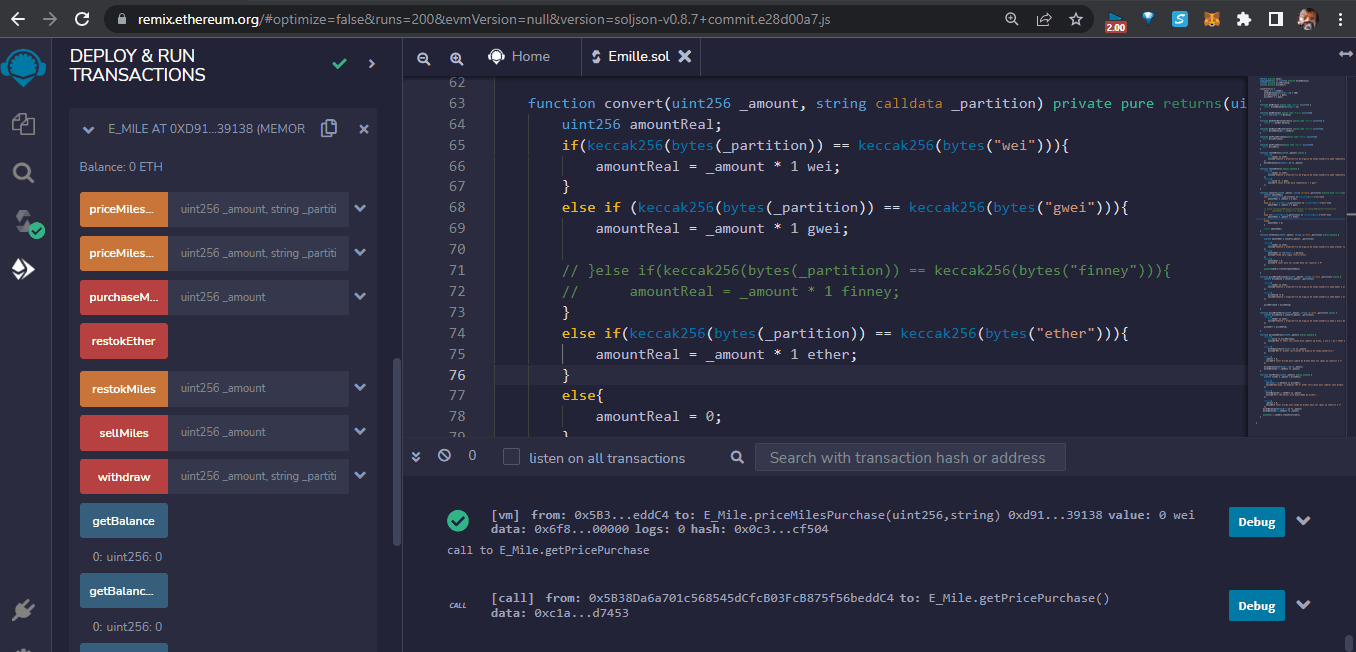 remix.ethereum.org/#optimize=false&runs=200&evmVersion=null&version=soljson-v0.8.7+commit.e28d00a7.js
2.00
DEPLOY & RUN
TRANSACTIONS
Home
Emille.sol
E_MILE AT 0XD91...39138 (MEMOR
Balance: 0 ETH
priceMiles... uint256 _amount, string _partiti
priceMiles... uint256 _amount, string _partiti
purchaseM... uint256 _amount
restokEther
restokMiles uint256 _amount
sellMiles uint256 _amount
withdraw uint256 _amount, string _partiti
getBalance
0: uint256: 0
getBalanc...
0: uint256: 0
62
63 function convert(uint256 _amount, string calldata _partition) private pure returns(ui
64 uint256 amountReal;
65 if(keccak256(bytes(_partition)) == keccak256(bytes("wei"))){
66 amountReal = _amount * 1 wei;
67 }
68 else if (keccak256(bytes(_partition)) == keccak256(bytes("gwei"))){
69 amountReal = _amount * 1 gwei;
70
71 // }else if(keccak256(bytes(_partition)) == keccak256(bytes("finney"))){
72 // amountReal = _amount * 1 finney;
73 }
74 else if(keccak256(bytes(_partition)) == keccak256(bytes("ether"))){
75 amountReal = _amount * 1 ether;
76 }
77 else{
78 amountReal = 0;
79 }
0 listen on all transactions Search with transaction hash or address
[vm] from: 0x5B3...eddC4 to: E_Mile.priceMilesPurchase(uint256,string) 0xd91...39138 value: 0 wei
data: 0x6f8...00000 logs: 0 hash: 0x0c3...cf504
Debug
call to E_Mile.getPricePurchase
CALL
[call] from: 0x5B38Da6a701c568545dCfcB03FcB875f56beddC4 to: E_Mile.getPricePurchase()
data: 0xc1a...d7453
Debug